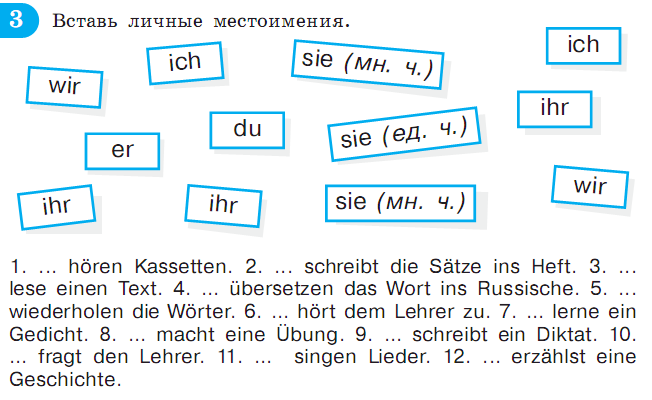 3 Вставь личные местоимения.
ich
ich
sie (мн. ч.)
wir
ihr
du
sie (ед. ч.)
er
wir
ihr
ihr
sie (мн. ч.)
1. ... hören Kassetten. 2. ... schreibt die Sätze ins Heft. 3. ...
lese einen Text. 4. ... übersetzen das Wort ins Russische. 5. ...
wiederholen die Wörter. 6. ... hört dem Lehrer zu. 7. ... lerne ein
Gedicht. 8. ... macht eine Übung. 9. ... schreibt ein Diktat. 10.
... fragt den Lehrer. 11. ... singen Lieder. 12. ... erzählst eine
Geschichte.